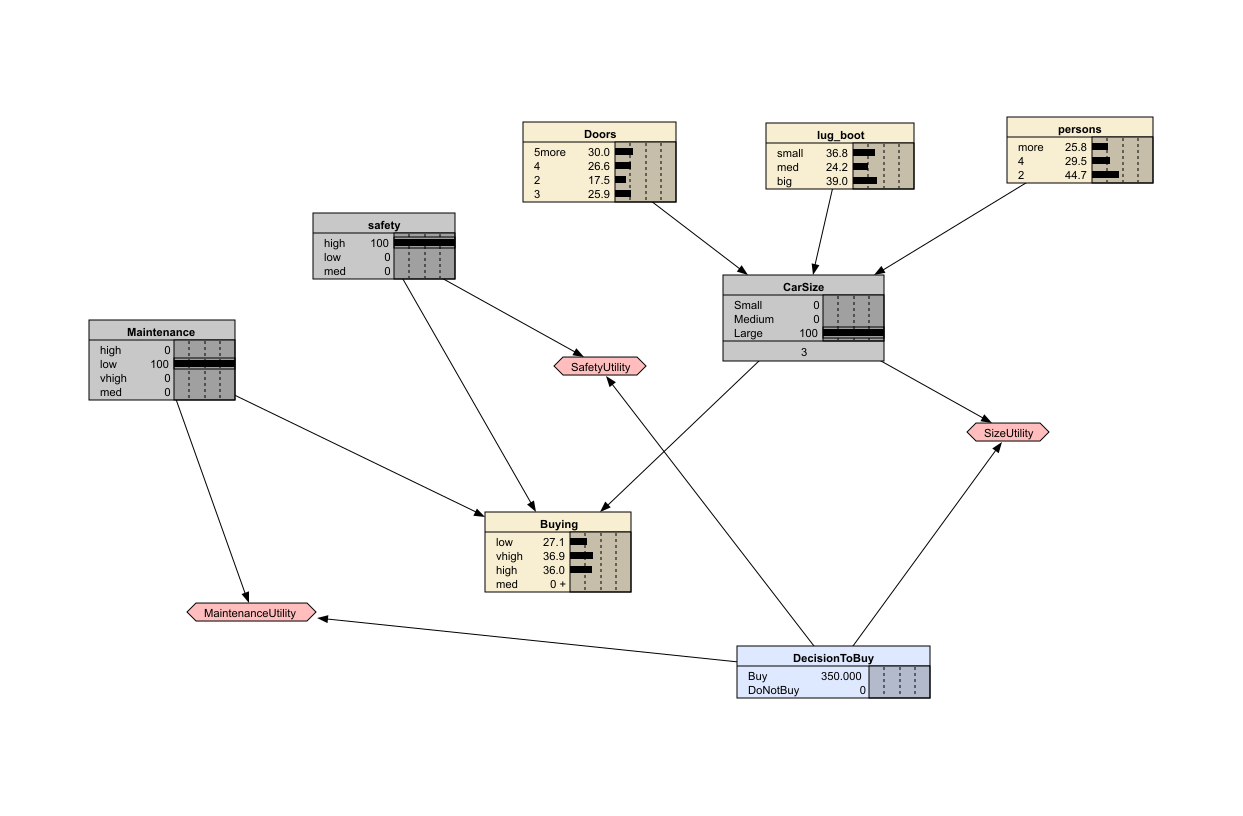 Doors
5more 30.0
4 26.6
2 17.5
3 25.9
lug_boot
small 36.8
med 24.2
big 39.0
persons
more 25.8
4 29.5
2 44.7
safety
high 100
low 0
med 0
CarSize
Small 0
Medium 0
Large 100
3
Maintenance
high 0
low 100
vhigh 0
med 0
SafetyUtility
SizeUtility
Buying
low 27.1
vhigh 36.9
high 36.0
med 0 +
MaintenanceUtility
DecisionToBuy
Buy 350.000
DoNotBuy 0